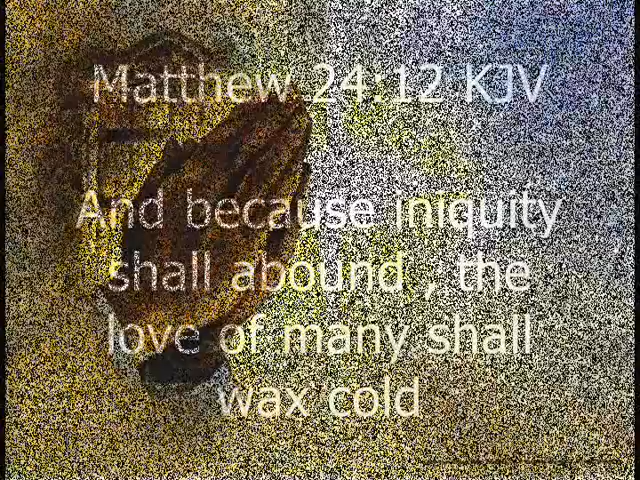 Matthew 24:12 KJV
And because iniquity
shall abound , the
love of many shall
wax cold